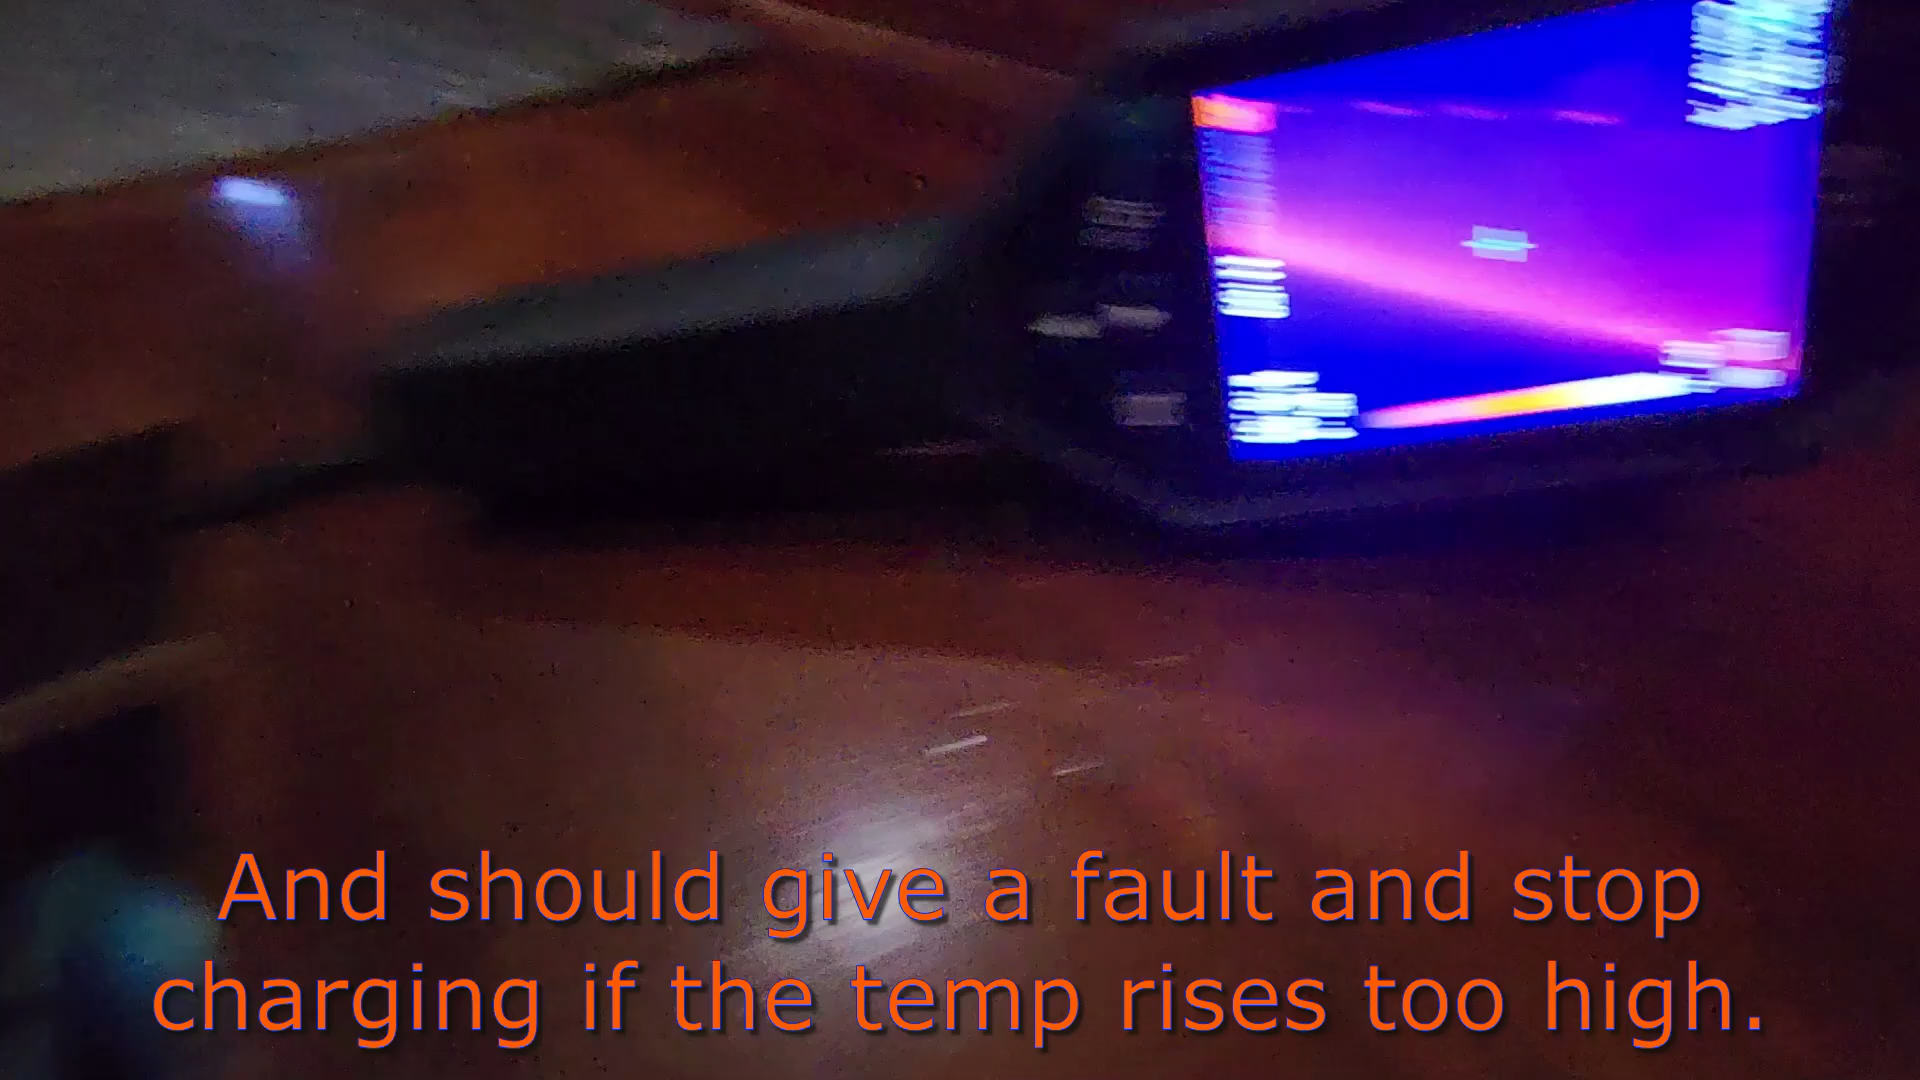 And should give a fault and stop
charging if the temp rises too high.